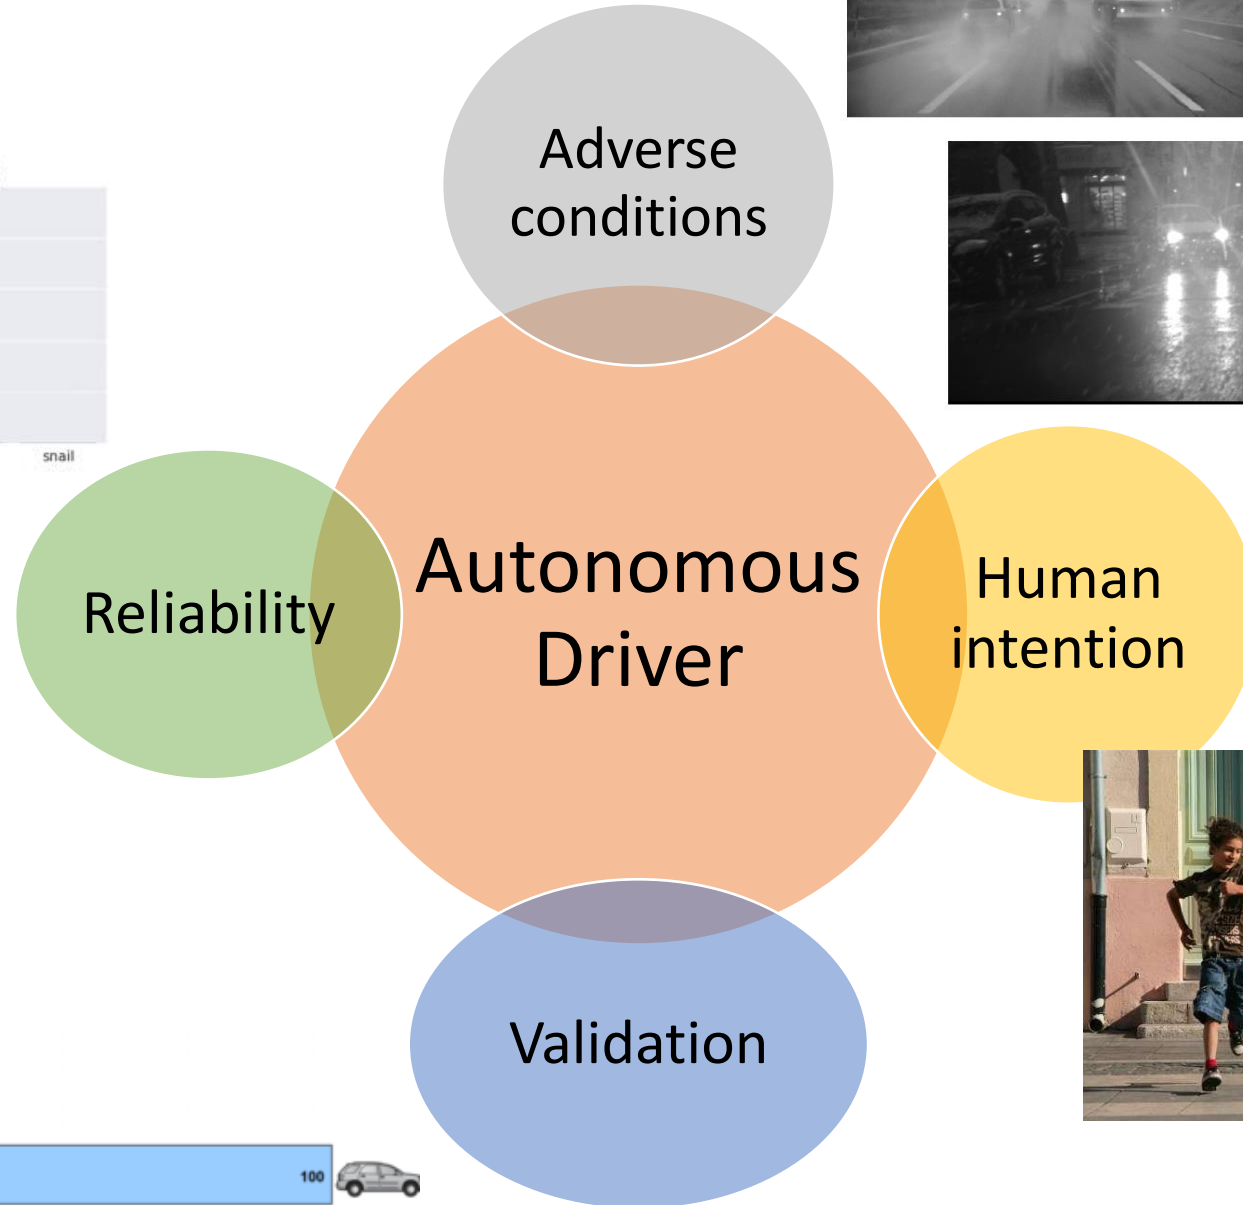 Adverse
conditions
snail
Reliability
Autonomous
Driver
Human
intention
Validation
100